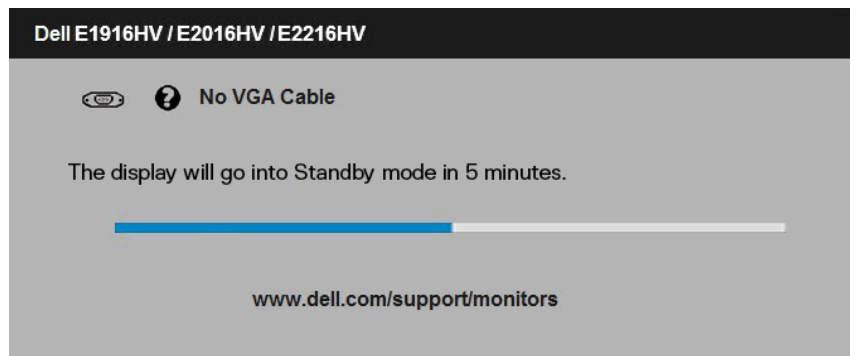 Dell E1916HV / E2016HV / E2216HV
No VGA Cable
The display will go into Standby mode in 5 minutes.
www.dell.com/support/monitors